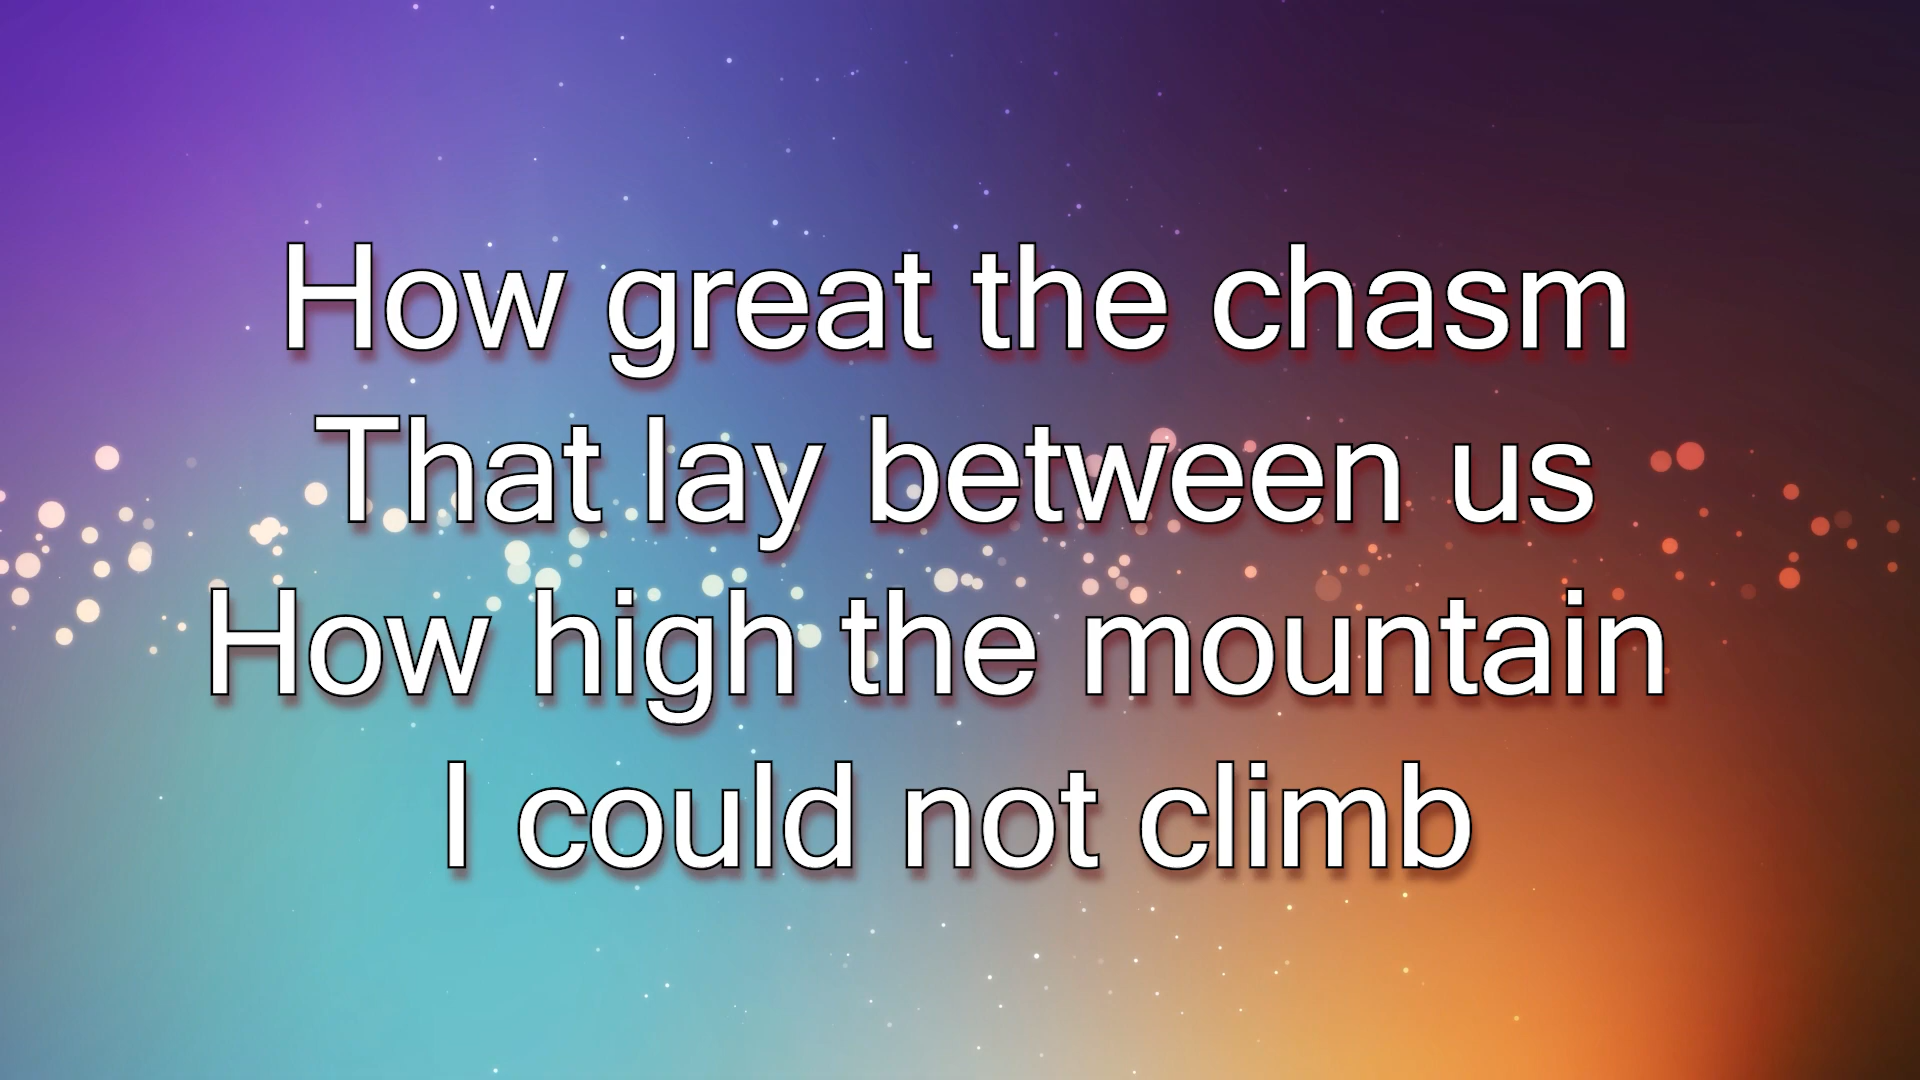 How great the chasm
That lay between us
How high the mountain
I could not climb